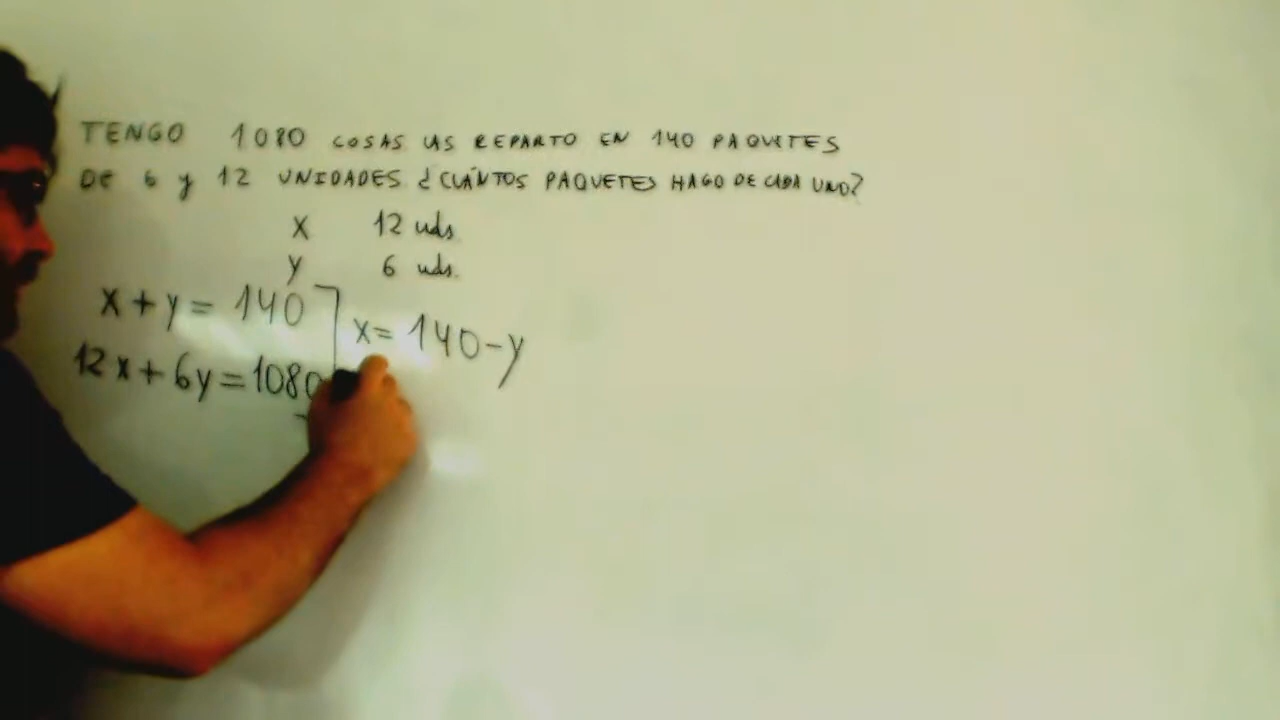 TENGO 1080 COSAS LAS REPARTO EN 140 PAQUETES
DE 6 y 12 UNIDADES ¿CUÁNTOS PAQUETES HAGO DE CADA UNO?
x 12 uds.
y 6 uds.
x+y=140
x=140-y
12x+6y=1080